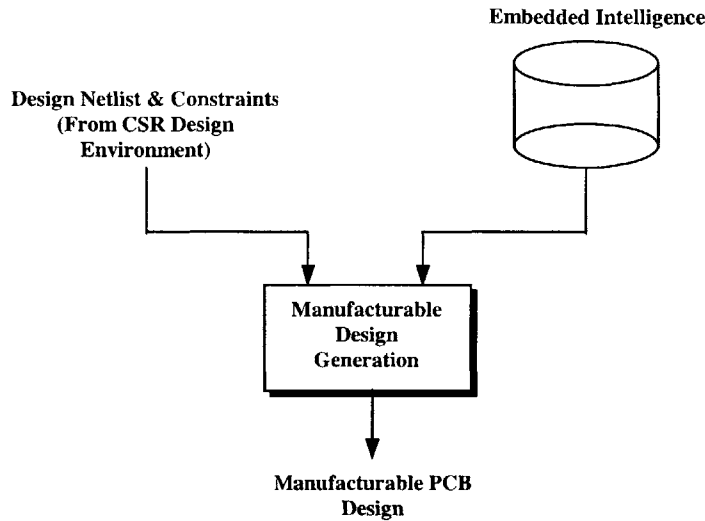 Embedded Intelligence
Design Netlist & Constraints
(From CSR Design
Environment)
Manufacturable
Design
Generation
Manufacturable PCB
Design